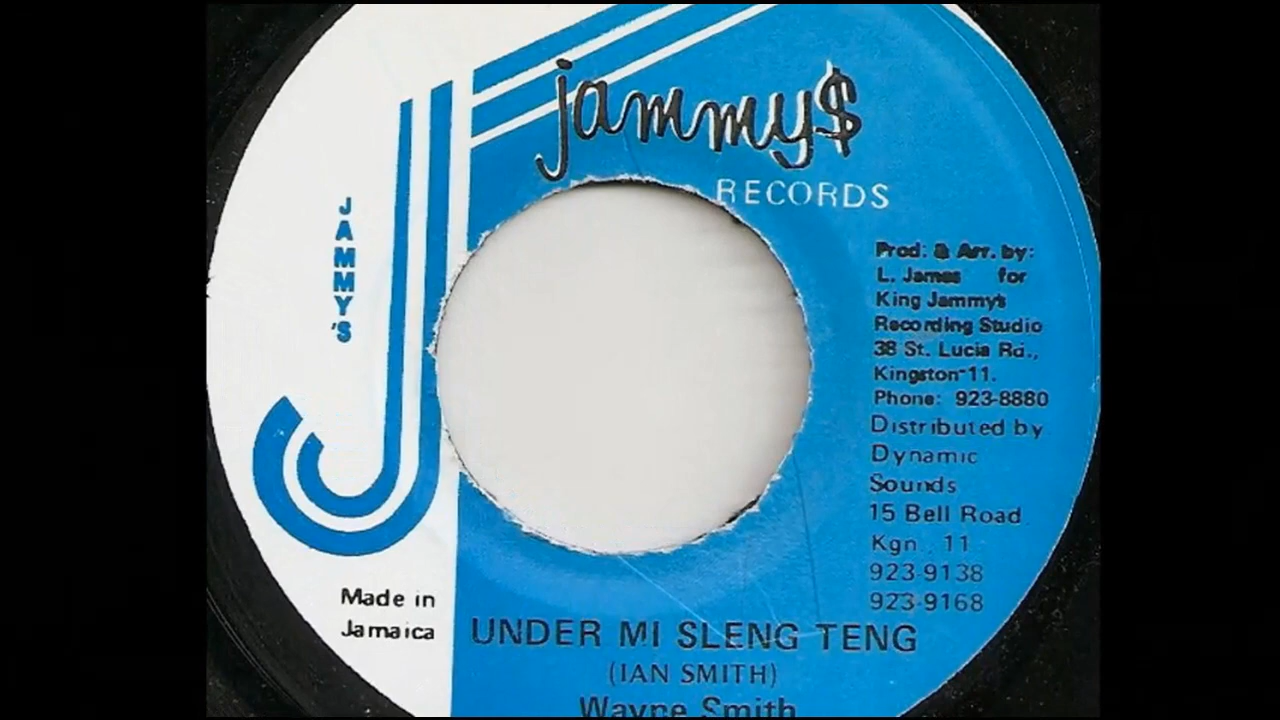 jammy$
RECORDS
JAMMY'S
Prod: & Arr. by:
L. James for
King Jammy's
Recording Studio
38 St. Lucia Rd.,
Kingston-11.
Phone: 923-8880
Distributed by
Dynamic
Sounds
15 Bell Road
Kgn. 11
923-9138
923-9168
Made in
Jamaica
UNDER MI SLENG TENG
(IAN SMITH)
Wayne Smith